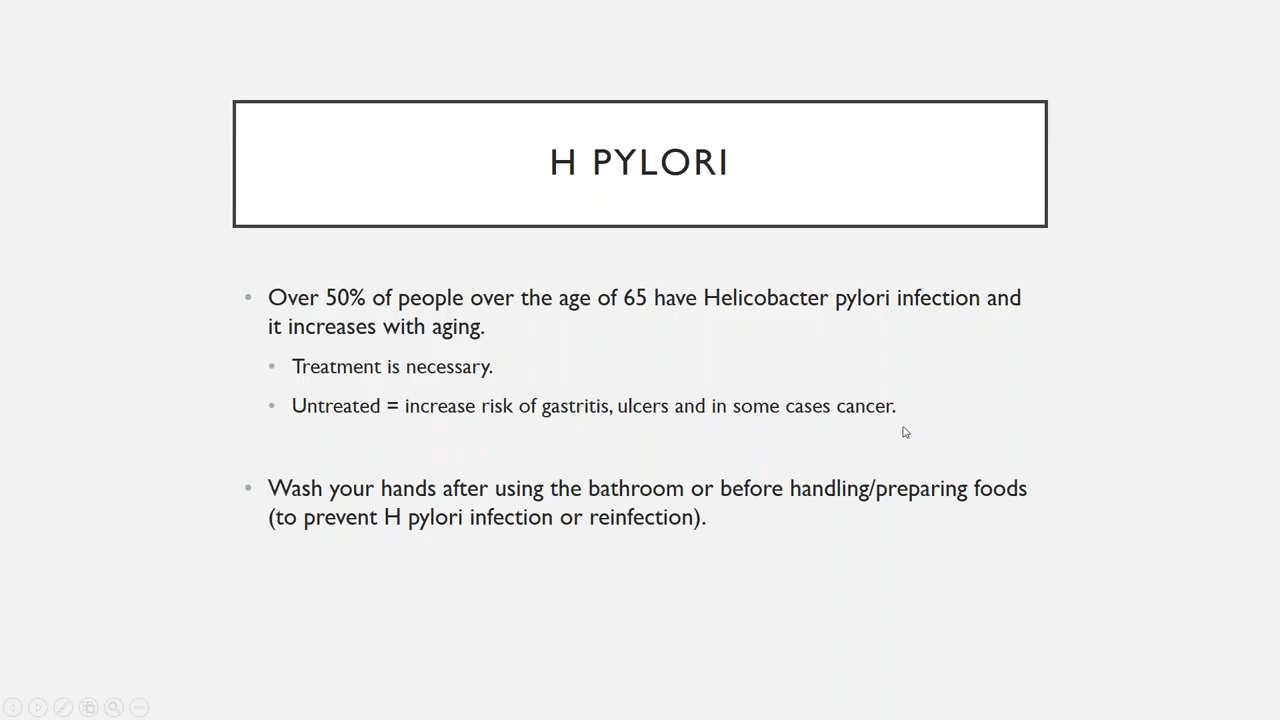 H PYLORI
• Over 50% of people over the age of 65 have Helicobacter pylori infection and
it increases with aging.
• Treatment is necessary.
• Untreated = increase risk of gastritis, ulcers and in some cases cancer.
• Wash your hands after using the bathroom or before handling/preparing foods
(to prevent H pylori infection or reinfection).